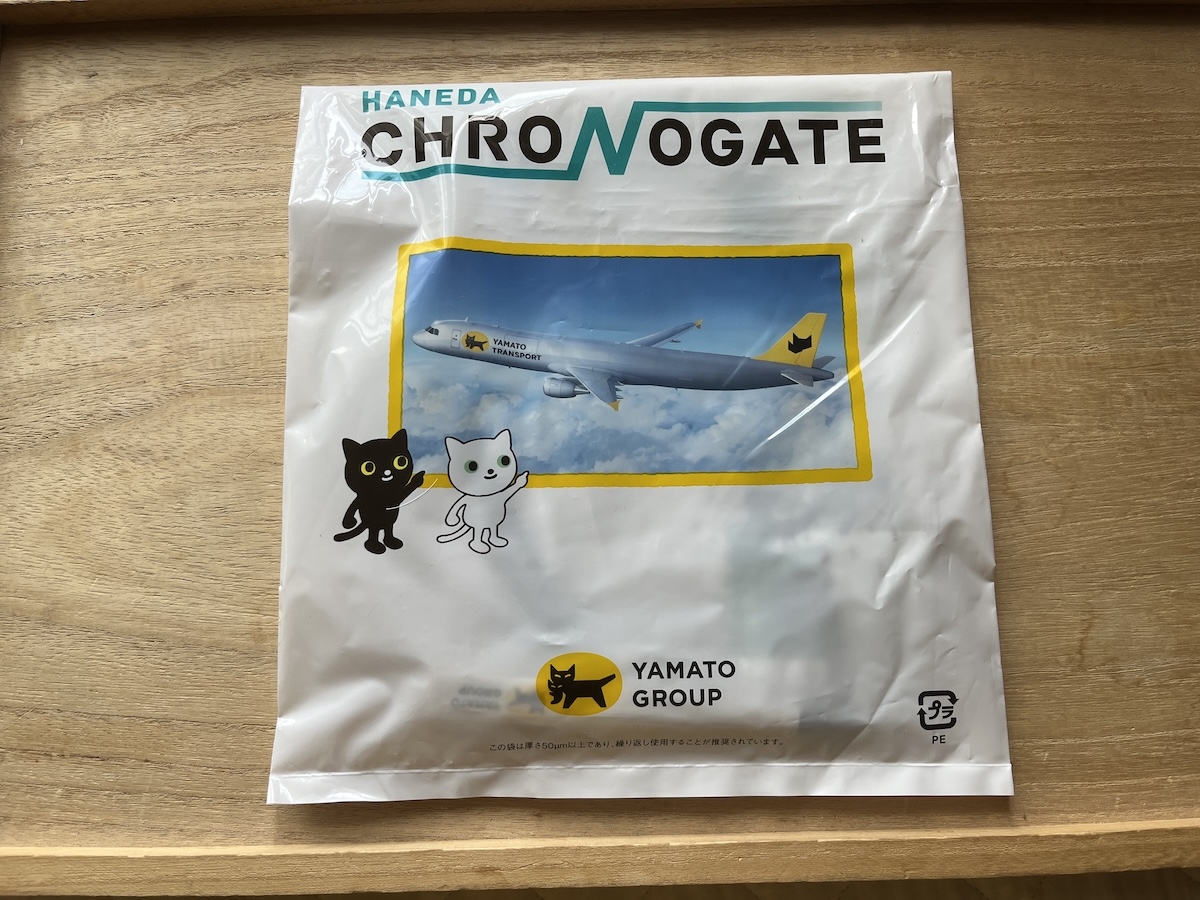 HANEDA
CHRONOGATE
YAMATO
TRANSPORT
YAMATO
GROUP
プラ
PE
この袋は厚さ50μm以上であり、繰り返し使用することが推奨されています。